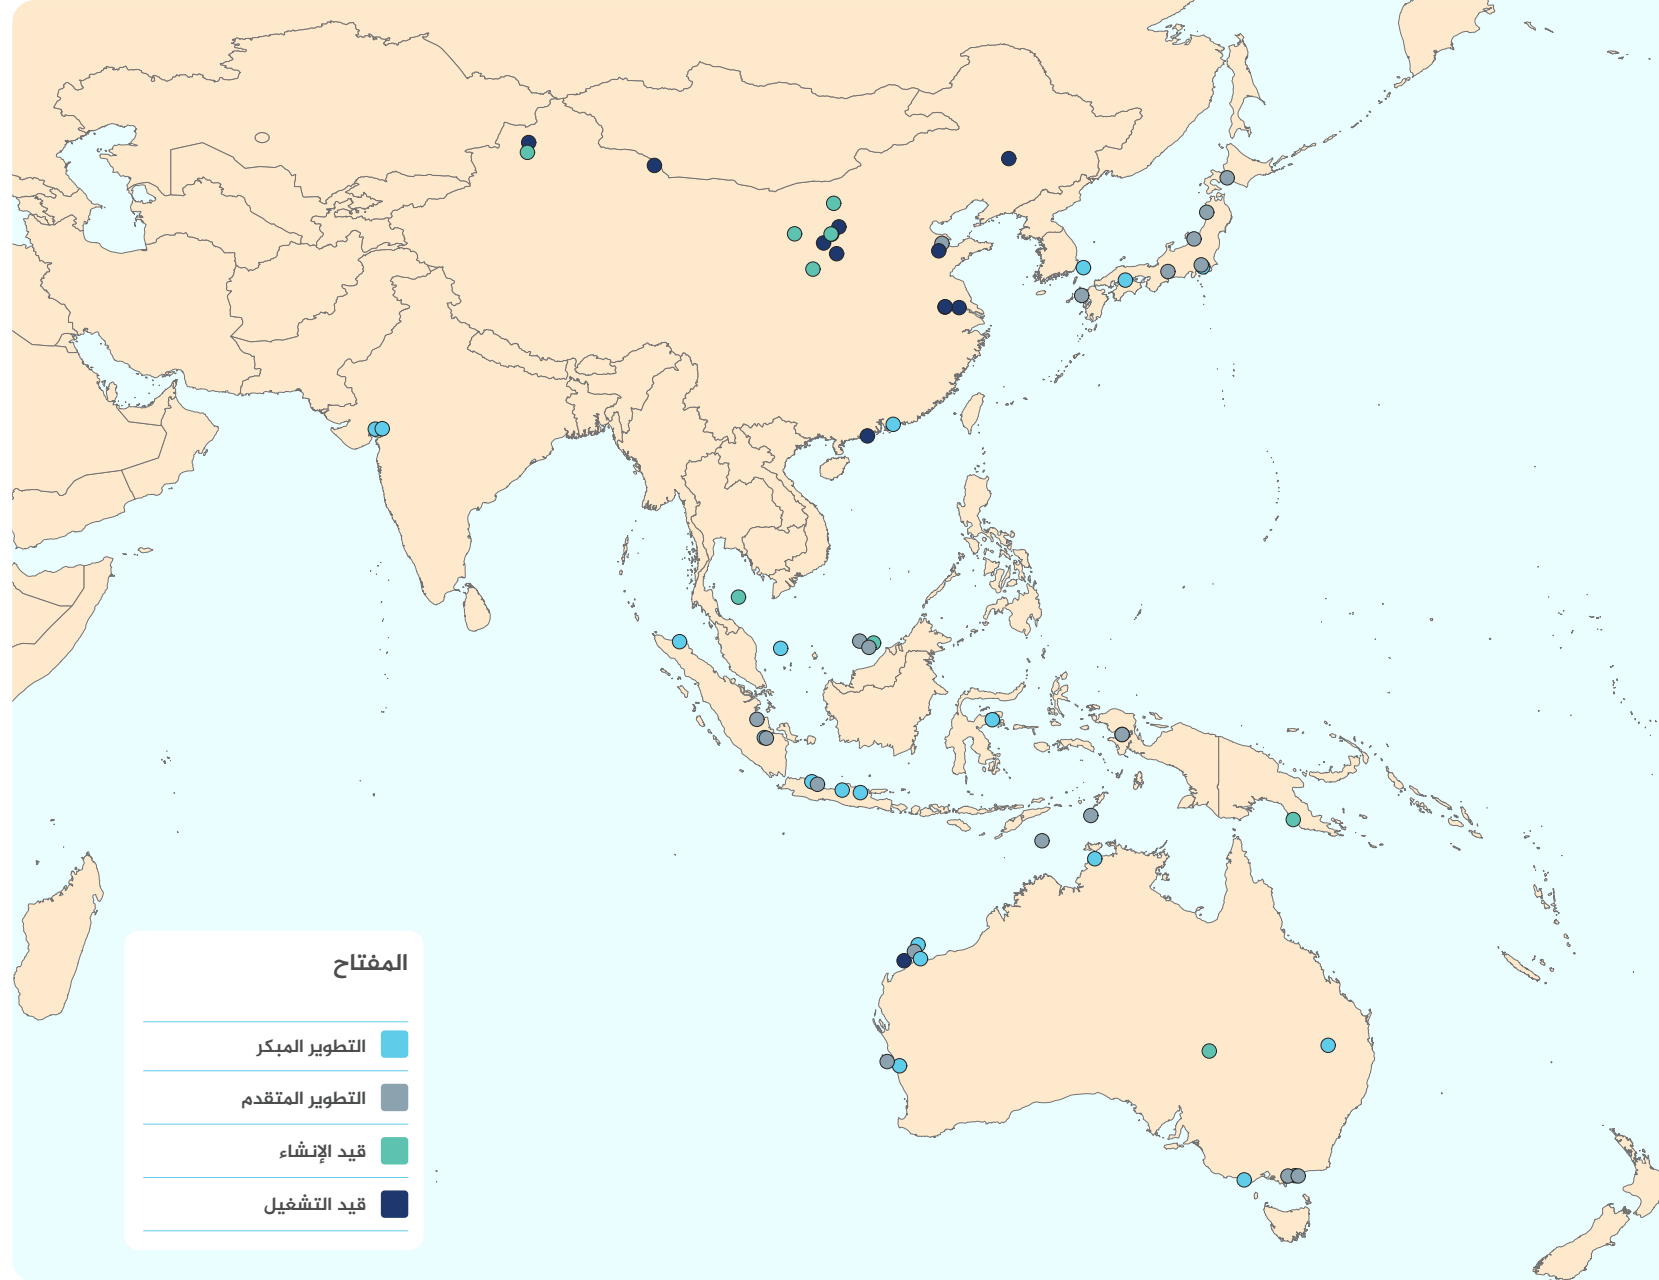 المفتاح
التطوير المبكر
التطوير المتقدم
قيد الإنشاء
قيد التشغيل